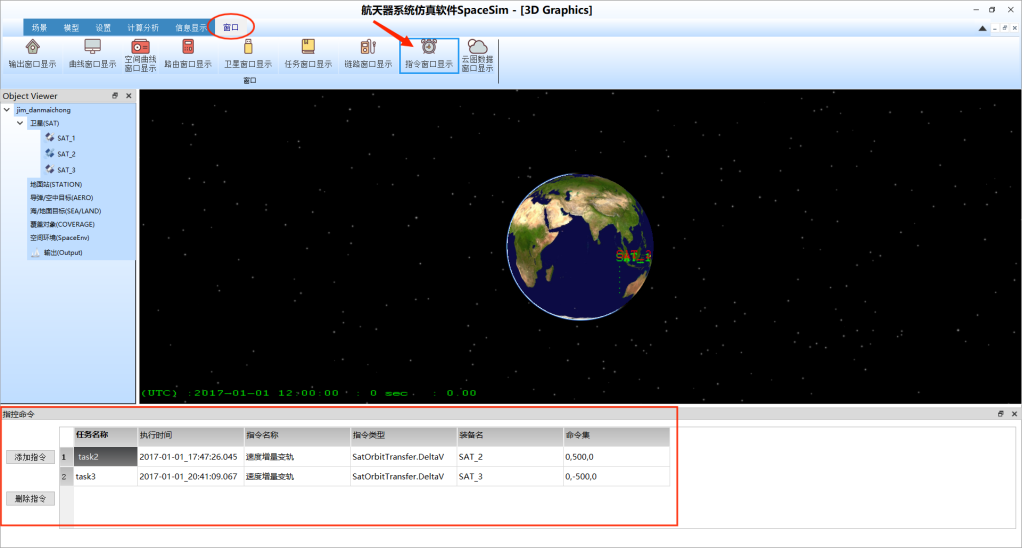 航天器系统仿真软件SpaceSim - [3D Graphics]
场景 模型 设置 计算分析 信息显示 窗口
输出窗口显示 曲线窗口显示 空间曲线窗口显示 路由窗口显示 卫星窗口显示 任务窗口显示 链路窗口显示 指令窗口显示 云图数据窗口显示
窗口
Object Viewer
jim_danmaichong
卫星(SAT)
SAT_1
SAT_2
SAT_3
地面站(STATION)
导弹/空中目标(AERO)
海/地面目标(SEA/LAND)
覆盖对象(COVERAGE)
空间环境(SpaceEnv)
输出(Output)
SAT_1
(UTC) :2017-01-01 12:00:00 : 0 sec : 0.00
指控命令
添加指令
删除指令
任务名称 执行时间 指令名称 指令类型 装备名 命令集
1 task2 2017-01-01_17:47:26.045 速度增量变轨 SatOrbitTransfer.DeltaV SAT_2 0,500,0
2 task3 2017-01-01_20:41:09.067 速度增量变轨 SatOrbitTransfer.DeltaV SAT_3 0,-500,0